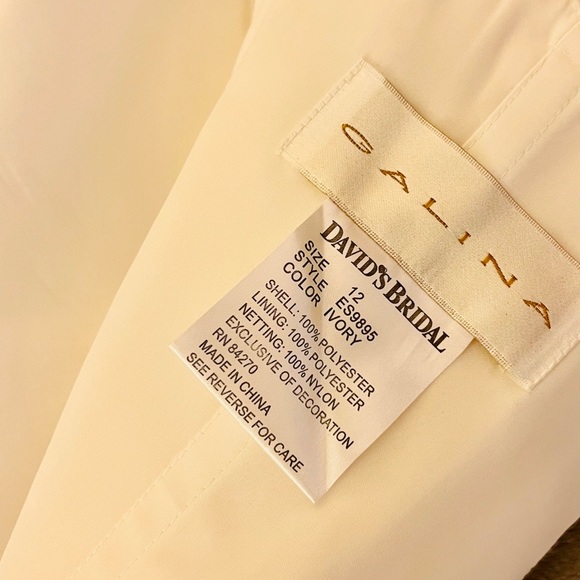 GALINA
DAVID'S BRIDAL
SIZE 12
STYLE ES9895
COLOR IVORY
SHELL: 100% POLYESTER
LINING: 100% POLYESTER
NETTING: 100% NYLON
EXCLUSIVE OF DECORATION
RN 84270
MADE IN CHINA
SEE REVERSE FOR CARE